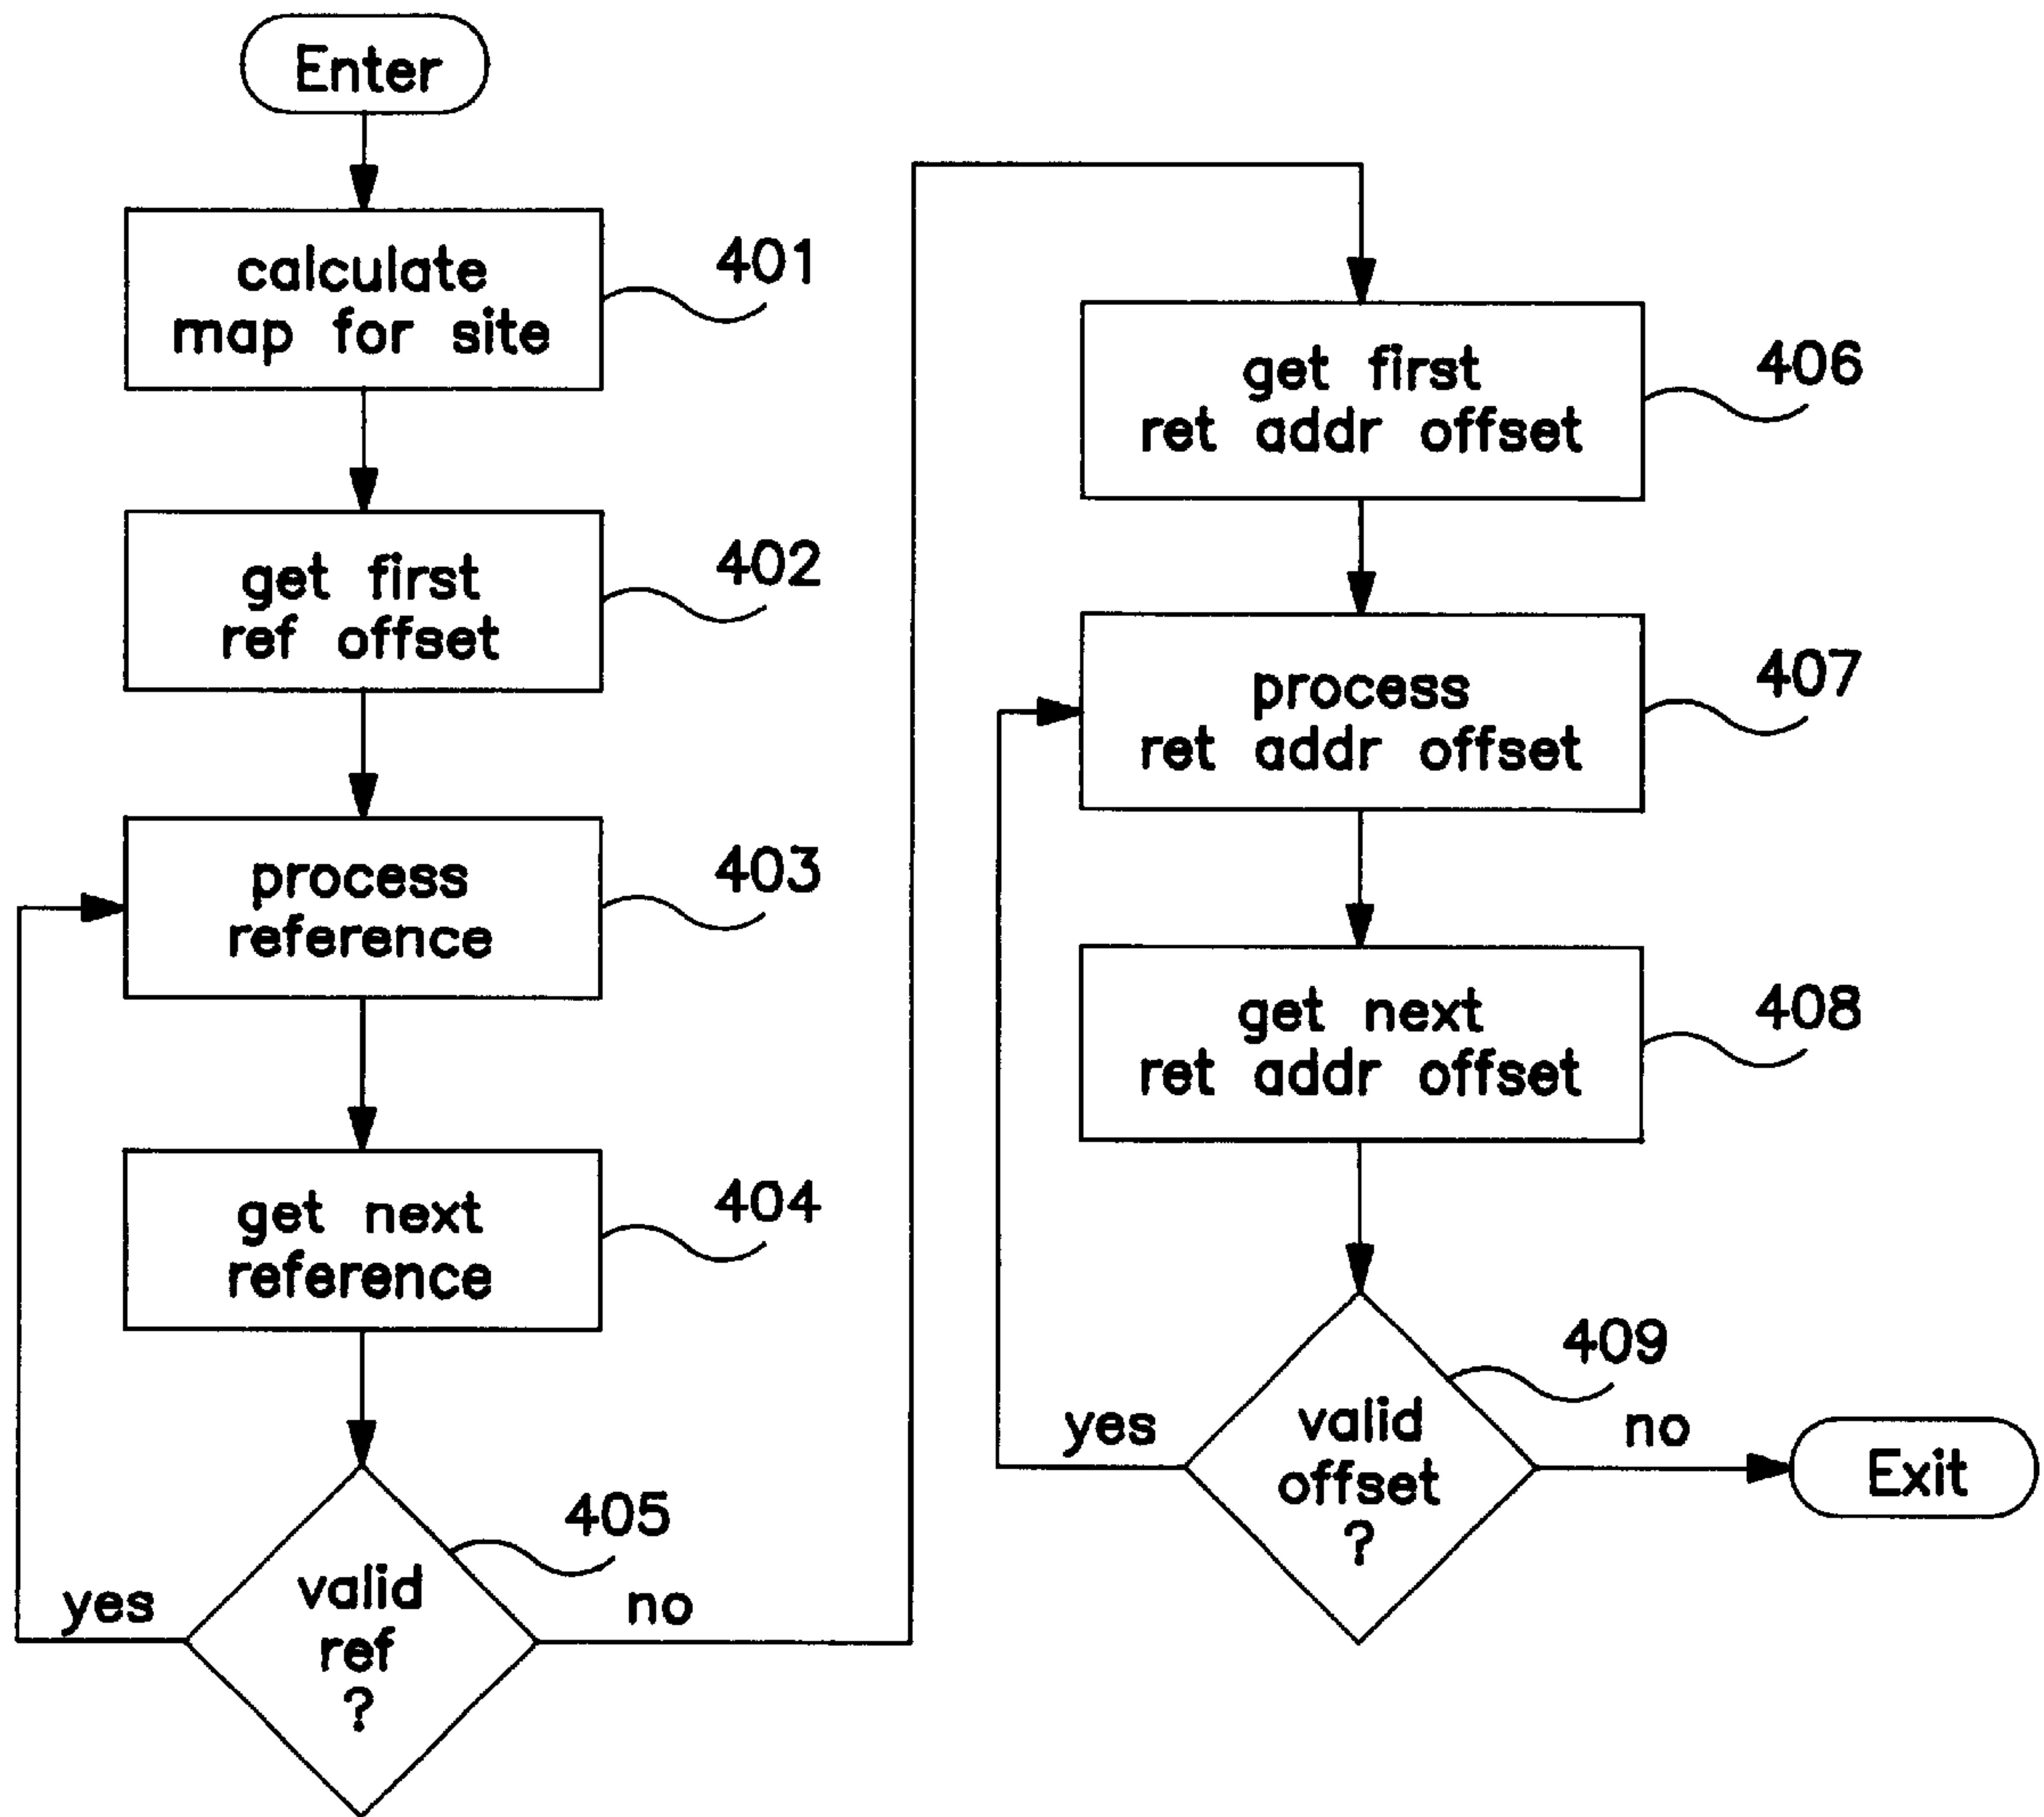 Enter
calculate
map for site
401
get first
ref offset
402
process
reference
403
get next
reference
404
valid
ref
?
405
yes
no
get first
ret addr offset
406
process
ret addr offset
407
get next
ret addr offset
408
valid
offset
?
409
yes
no
Exit